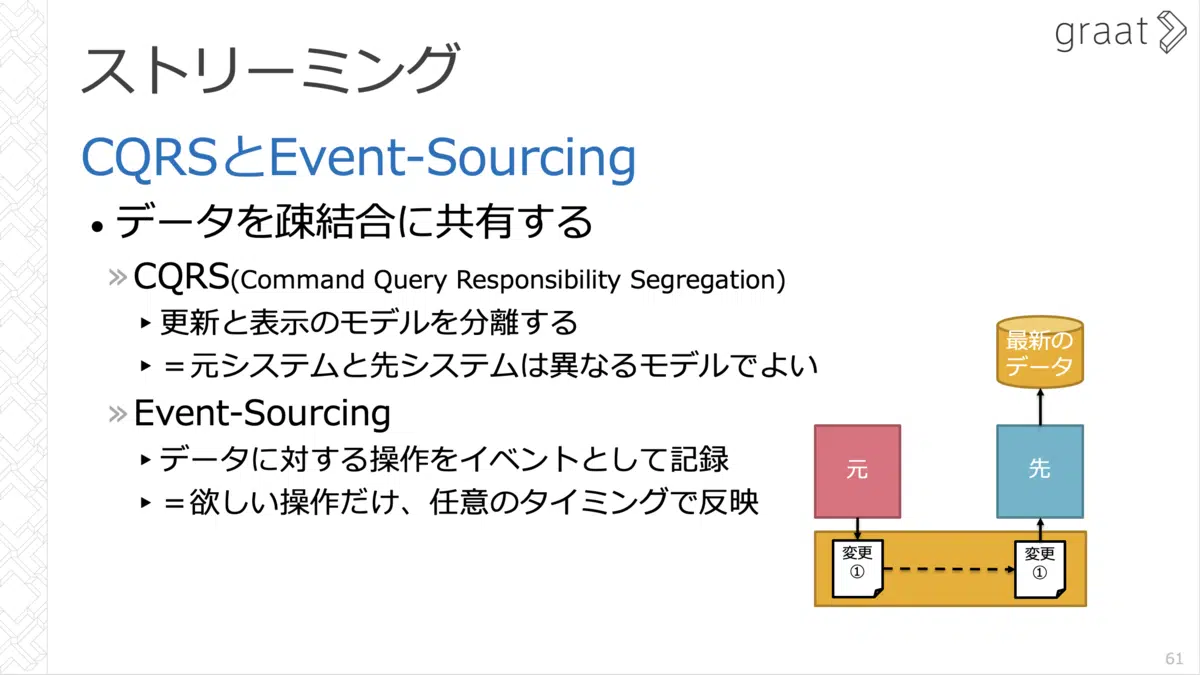 graat
ストリーミング
CQRSとEvent-Sourcing
• データを疎結合に共有する
» CQRS(Command Query Responsibility Segregation)
▸ 更新と表示のモデルを分離する
▸ ＝元システムと先システムは異なるモデルでよい
» Event-Sourcing
▸ データに対する操作をイベントとして記録
▸ ＝欲しい操作だけ、任意のタイミングで反映
最新の
データ
元
先
変更
①
変更
①
61